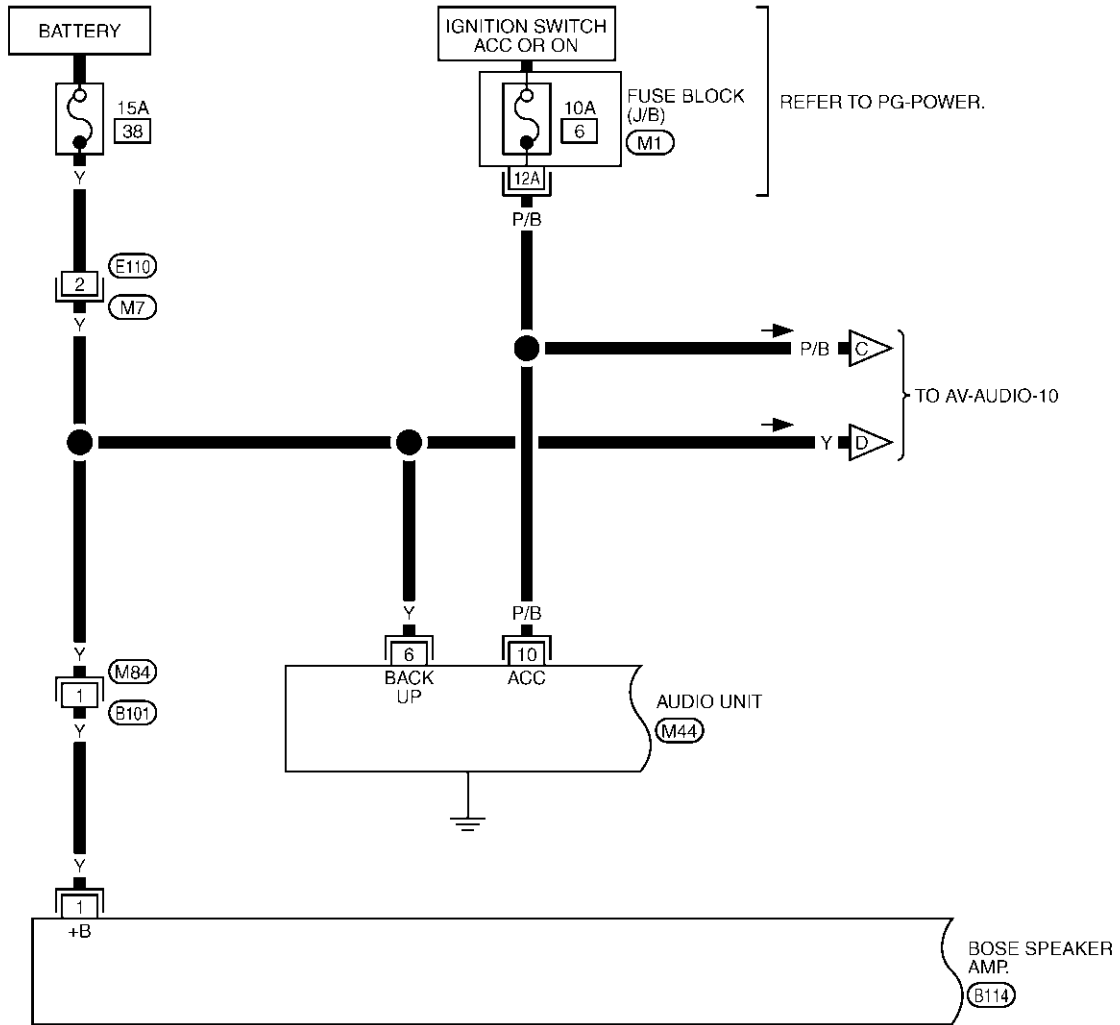 BATTERY
IGNITION SWITCH
ACC OR ON
15A
38
10A
6
FUSE BLOCK
(J/B)
M1
REFER TO PG-POWER.
12A
Y
P/B
E110
2
M7
Y
P/B
C
TO AV-AUDIO-10
Y
D
Y
P/B
Y
M84
1
B101
Y
6
BACK
UP
10
ACC
AUDIO UNIT
M44
Y
1
+B
BOSE SPEAKER
AMP.
B114